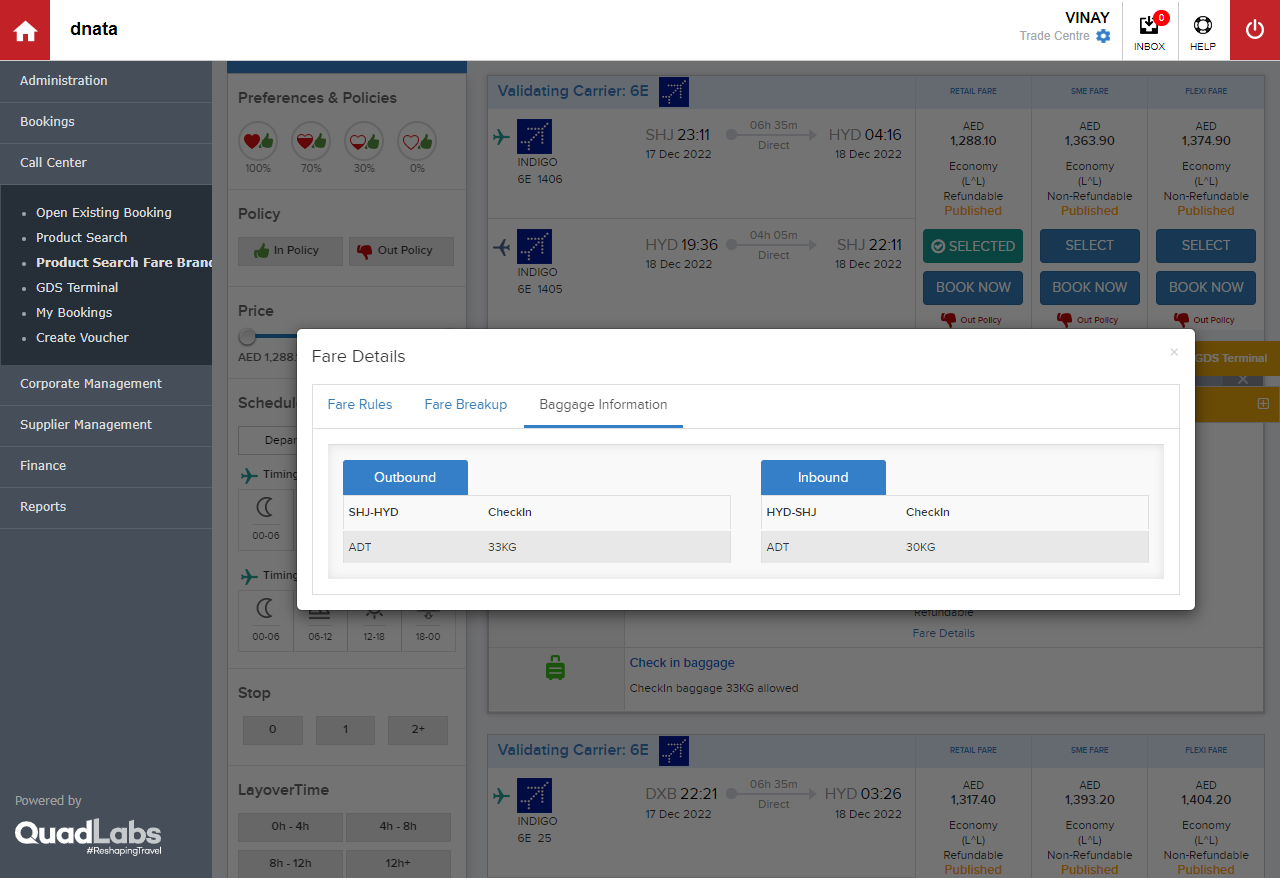 dnata
VINAY
Trade Centre
0
INBOX
HELP
Administration
Bookings
Call Center
Open Existing Booking
Product Search
Product Search Fare Brand
GDS Terminal
My Bookings
Create Voucher
Corporate Management
Supplier Management
Finance
Reports
Powered by
QuadLabs
#ReshapingTravel
Preferences & Policies
100%
70%
30%
0%
Policy
In Policy
Out Policy
Price
AED 1,288.
Schedul
Depar
Timing
00-06
Timing
00-06
06-12
12-18
18-00
Stop
0
1
2+
LayoverTime
0h - 4h
4h - 8h
8h - 12h
12h+
Validating Carrier: 6E
RETAIL FARE
SME FARE
FLEXI FARE
INDIGO
6E 1406
SHJ 23:11
17 Dec 2022
06h 35m
Direct
HYD 04:16
18 Dec 2022
INDIGO
6E 1405
HYD 19:36
18 Dec 2022
04h 05m
Direct
SHJ 22:11
18 Dec 2022
AED
1,288.10
Economy
(L^L)
Refundable
Published
SELECTED
BOOK NOW
Out Policy
AED
1,363.90
Economy
(L^L)
Non-Refundable
Published
SELECT
BOOK NOW
Out Policy
AED
1,374.90
Economy
(L^L)
Non-Refundable
Published
SELECT
BOOK NOW
Out Policy
GDS Terminal
Fare Details
×
Fare Rules
Fare Breakup
Baggage Information
Outbound
SHJ-HYD CheckIn
ADT 33KG
Inbound
HYD-SHJ CheckIn
ADT 30KG
Refundable
Fare Details
Check in baggage
CheckIn baggage 33KG allowed
Validating Carrier: 6E
RETAIL FARE
SME FARE
FLEXI FARE
INDIGO
6E 25
DXB 22:21
17 Dec 2022
06h 35m
Direct
HYD 03:26
18 Dec 2022
AED
1,317.40
Economy
(L^L)
Refundable
Published
AED
1,393.20
Economy
(L^L)
Non-Refundable
Published
AED
1,404.20
Economy
(L^L)
Non-Refundable
Published